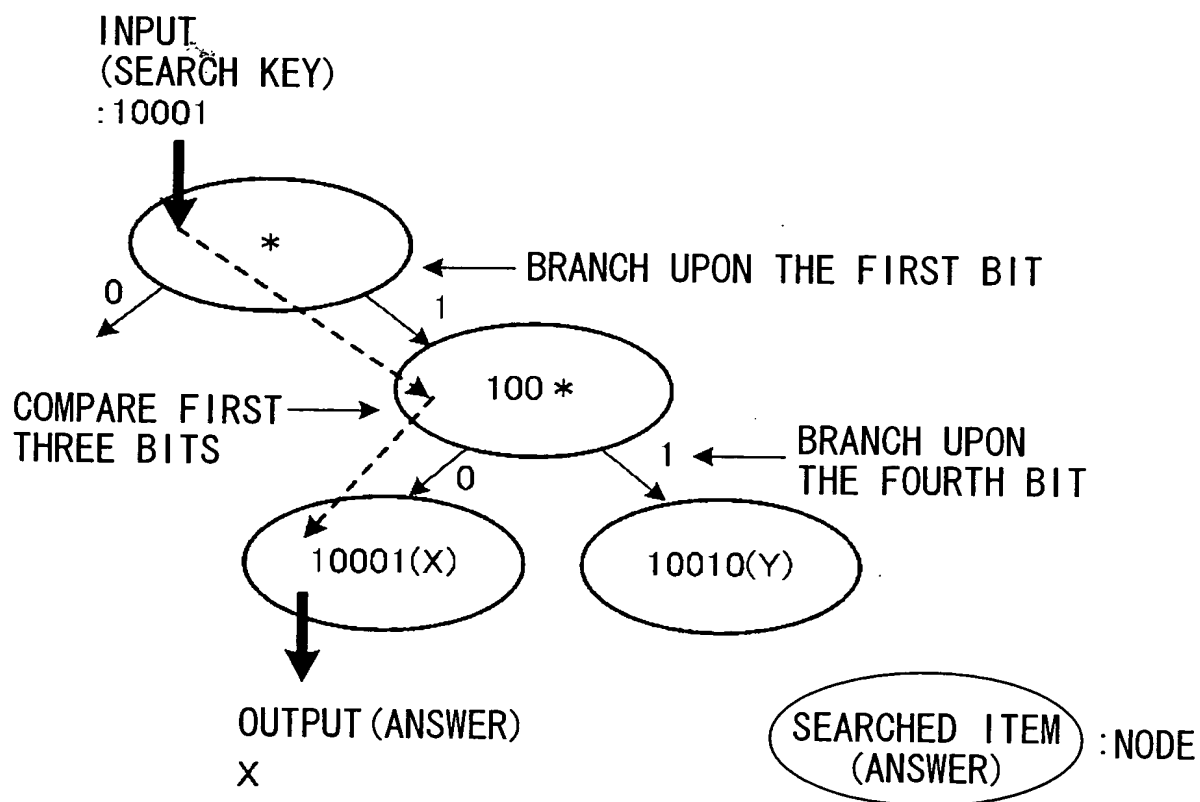 INPUT
(SEARCH KEY)
:10001
*
BRANCH UPON THE FIRST BIT
0
1
100 *
COMPARE FIRST
THREE BITS
BRANCH UPON
THE FOURTH BIT
0
1
10001(X)
10010(Y)
OUTPUT (ANSWER)
X
SEARCHED ITEM
(ANSWER)
:NODE